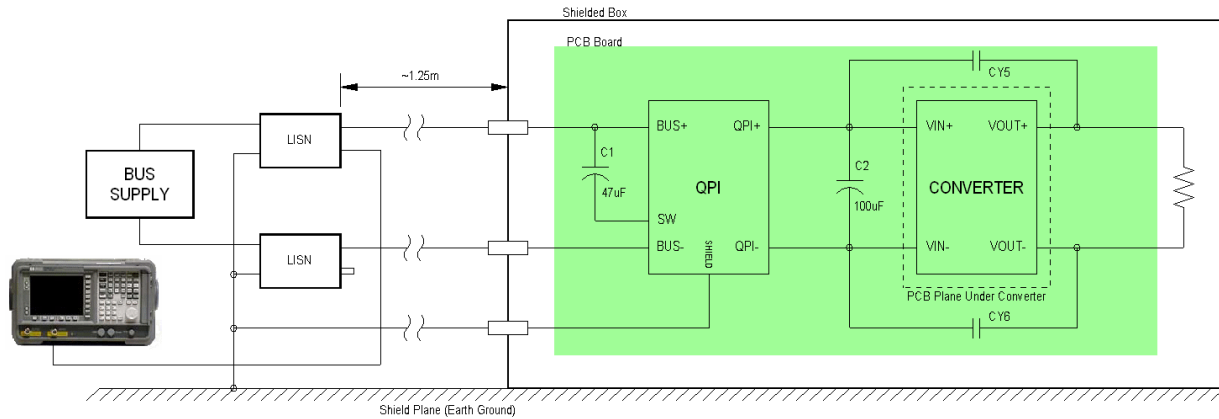 Shielded Box
PCB Board
~1.25m
CY5
LISN
BUS+
QPI+
VIN+
VOUT+
C1
47uF
BUS
SUPPLY
QPI
C2
100uF
CONVERTER
SW
LISN
BUS-
SHIELD
QPI-
VIN-
VOUT-
PCB Plane Under Converter
CY6
Shield Plane (Earth Ground)